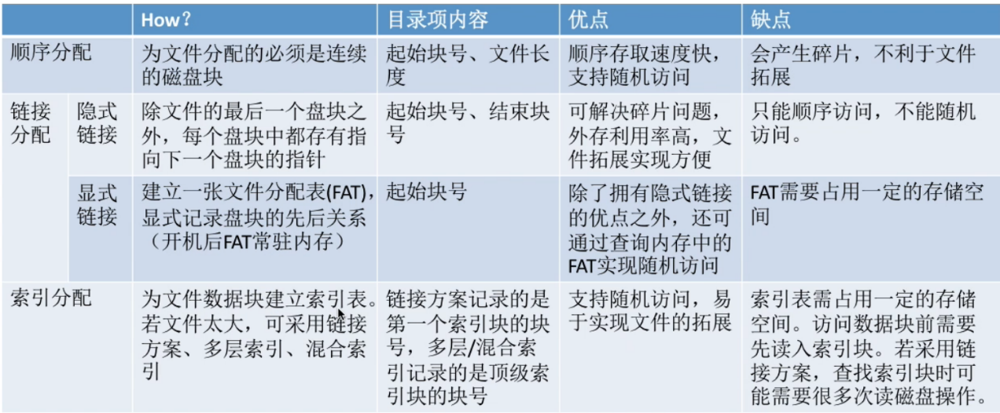 How？ 目录项内容 优点 缺点
顺序分配
为文件分配的必须是连续
的磁盘块
起始块号、文件长
度
顺序存取速度快，
支持随机访问
会产生碎片，不利于文件
拓展
链接
分配
隐式
链接
除文件的最后一个盘块之
外，每个盘块中都存有指
向下一个盘块的指针
起始块号、结束块
号
可解决碎片问题，
外存利用率高，文
件拓展实现方便
只能顺序访问，不能随机
访问。
显式
链接
建立一张文件分配表(FAT)，
显式记录盘块的先后关系
（开机后FAT常驻内存）
起始块号
除了拥有隐式链接
的优点之外，还可
通过查询内存中的
FAT实现随机访问
FAT需要占用一定的存储空
间
索引分配
为文件数据块建立索引表。
若文件太大，可采用链接
方案、多层索引、混合索
引
链接方案记录的是
第一个索引块的块
号，多层/混合索
引记录的是顶级索
引块的块号
支持随机访问，易
于实现文件的拓展
索引表需占用一定的存储
空间。访问数据块前需要
先读入索引块。若采用链
接方案，查找索引块时可
能需要很多次读磁盘操作。